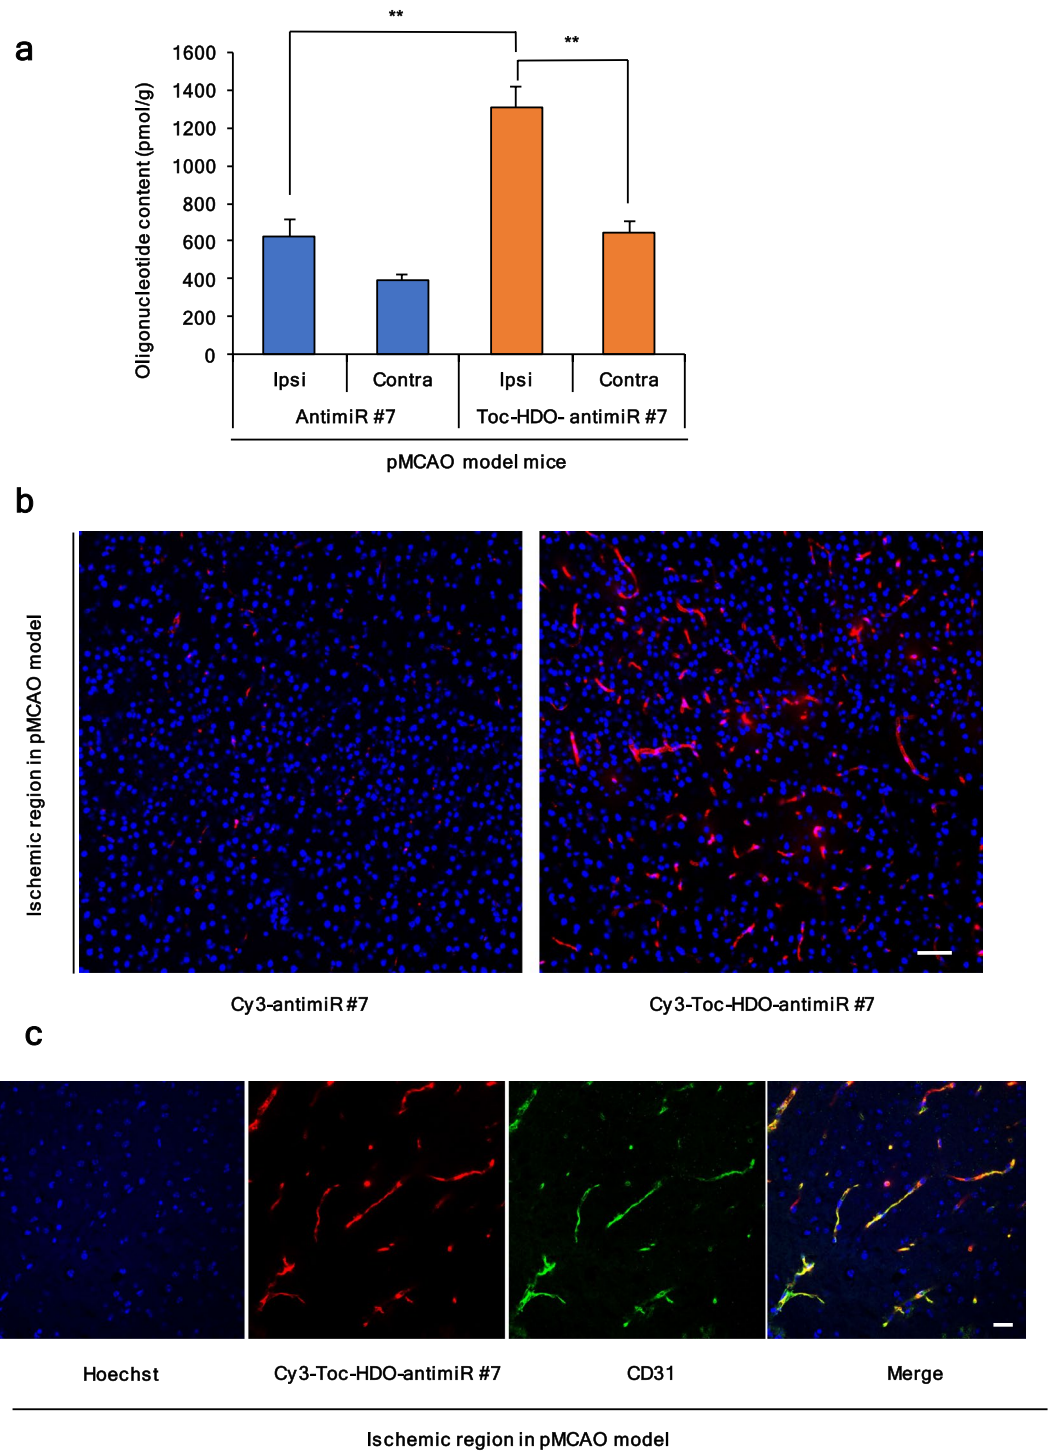 a
**
**
Oligonucleotide content (pmol/g)
1600
1400
1200
1000
800
600
400
200
0
Ipsi Contra Ipsi Contra
AntimiR #7 Toc-HDO- antimiR #7
pMCAO model mice
b
Ischemic region in pMCAO model
Cy3-antimiR #7 Cy3-Toc-HDO-antimiR #7
c
Hoechst Cy3-Toc-HDO-antimiR #7 CD31 Merge
Ischemic region in pMCAO model